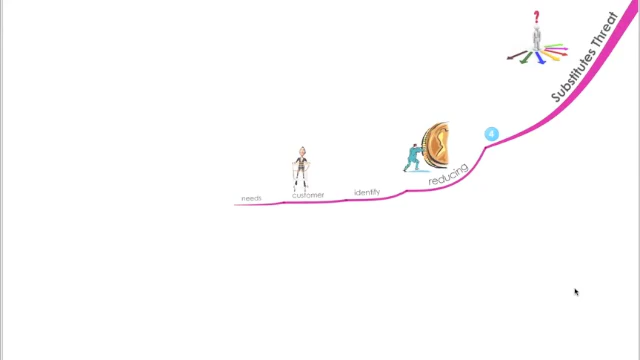 ?
Substitutes Threat
4
reducing
identify
customer
needs